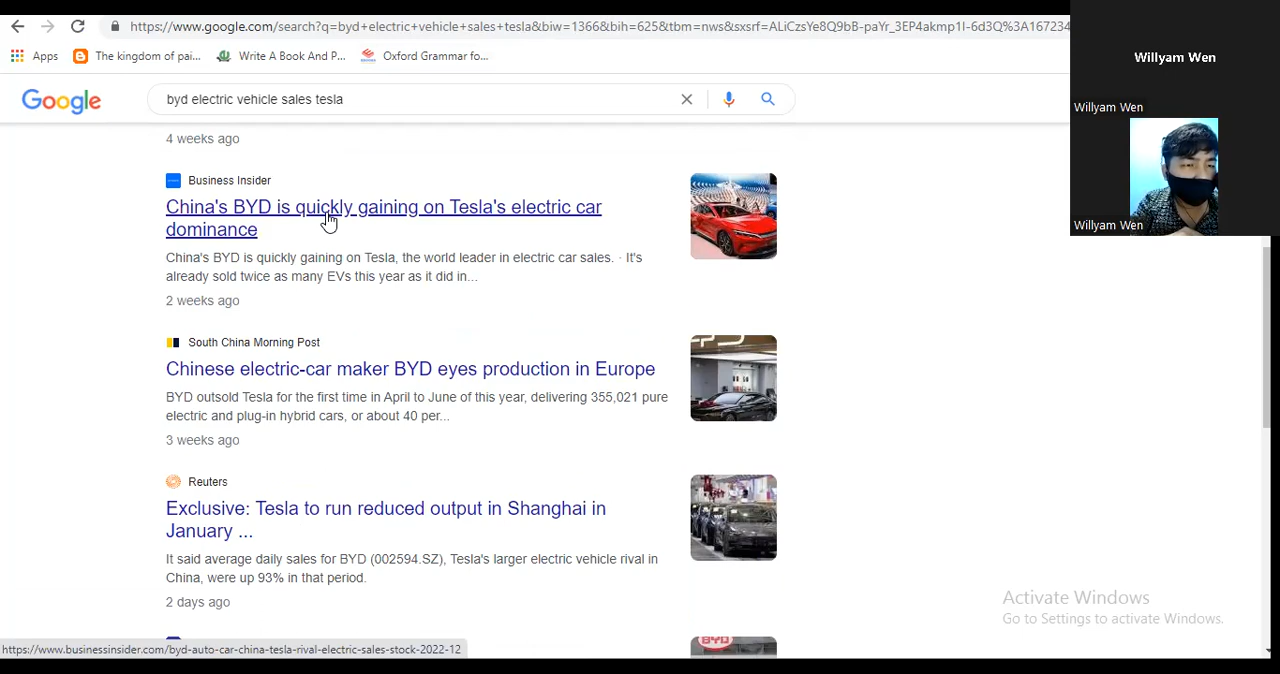 https://www.google.com/search?q=byd+electric+vehicle+sales+tesla&biw=1366&bih=625&tbm=nws&sxsrf=ALiCzsYe8Q9bB-paYr_3EP4akmp1I-6d3Q%3A167234
Apps The kingdom of pai... Write A Book And P... Oxford Grammar fo...
Willyam Wen
Willyam Wen
Willyam Wen
Google byd electric vehicle sales tesla
4 weeks ago
Business Insider
China's BYD is quickly gaining on Tesla's electric car
dominance
China's BYD is quickly gaining on Tesla, the world leader in electric car sales. · It's
already sold twice as many EVs this year as it did in...
2 weeks ago
South China Morning Post
Chinese electric-car maker BYD eyes production in Europe
BYD outsold Tesla for the first time in April to June of this year, delivering 355,021 pure
electric and plug-in hybrid cars, or about 40 per...
3 weeks ago
Reuters
Exclusive: Tesla to run reduced output in Shanghai in
January ...
It said average daily sales for BYD (002594.SZ), Tesla's larger electric vehicle rival in
China, were up 93% in that period.
2 days ago
BYD
Activate Windows
Go to Settings to activate Windows.
https://www.businessinsider.com/byd-auto-car-china-tesla-rival-electric-sales-stock-2022-12